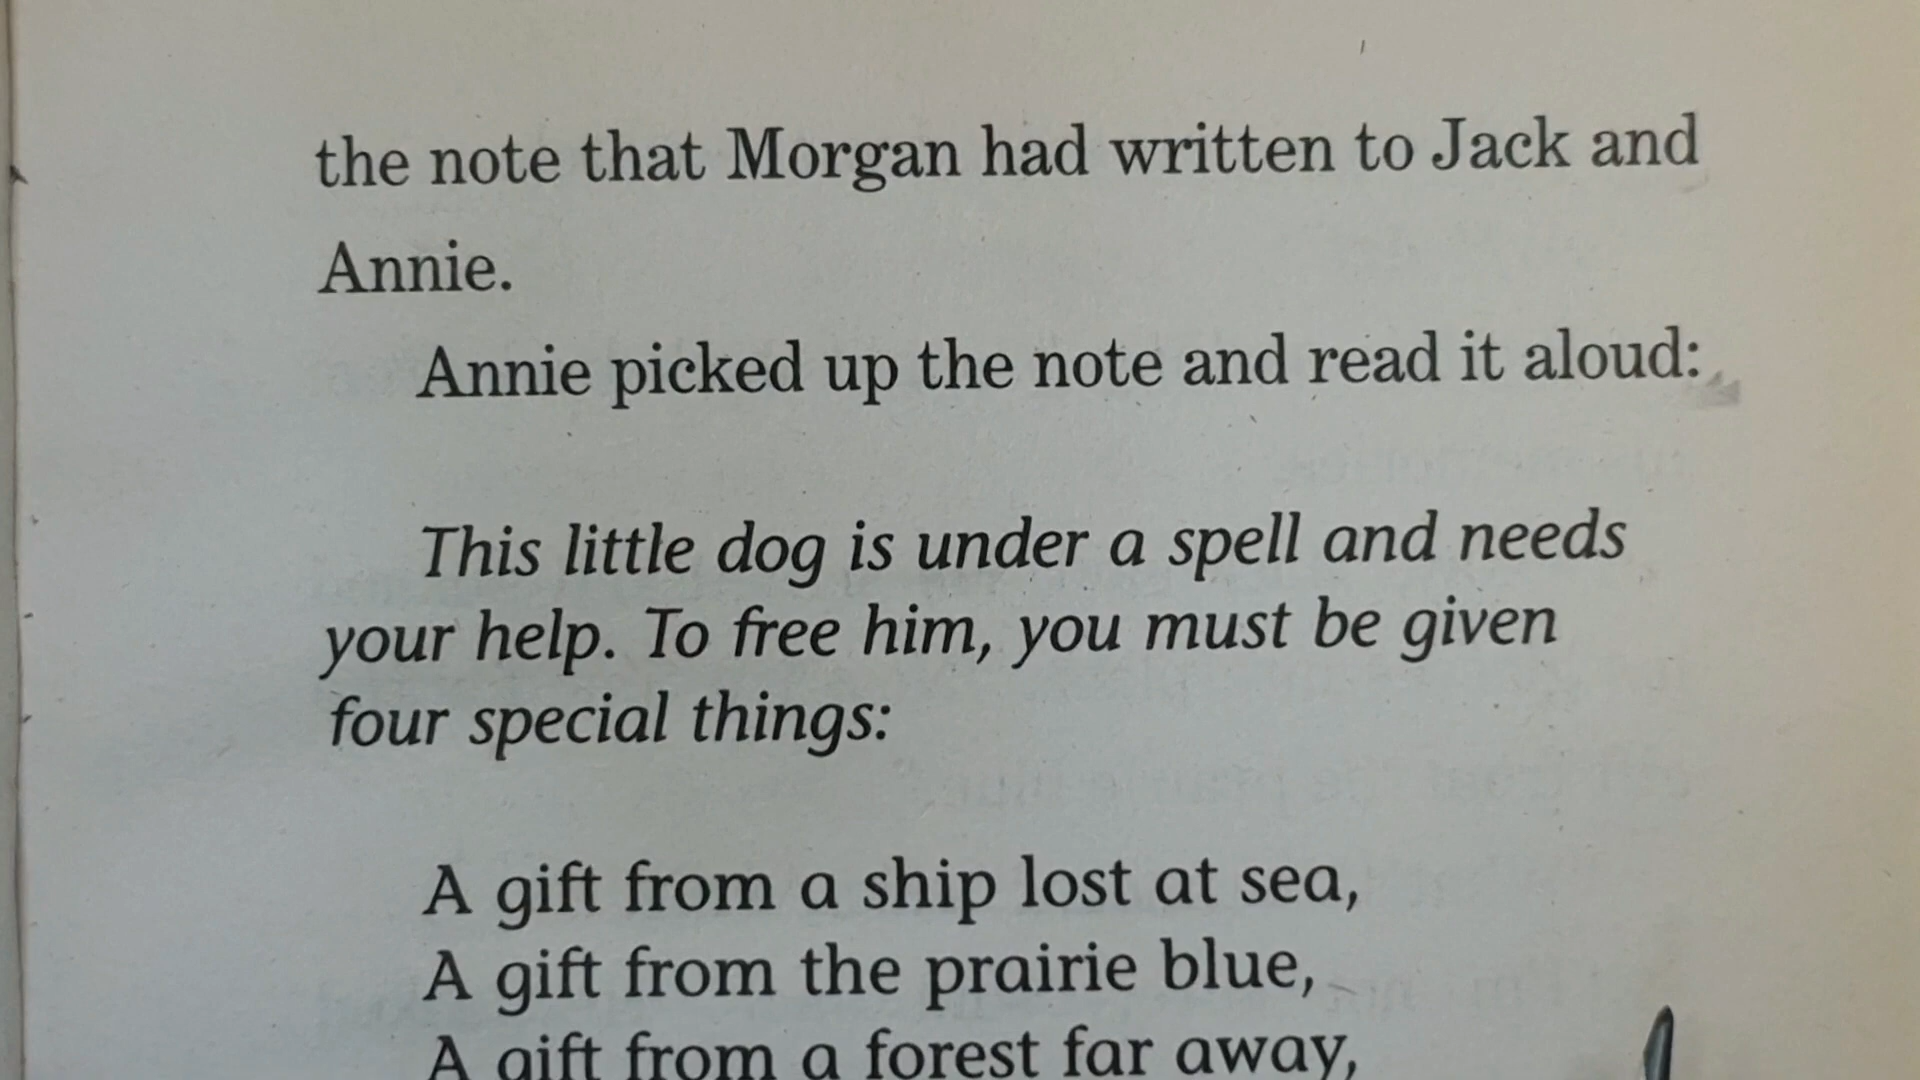 the note that Morgan had written to Jack and
Annie.
Annie picked up the note and read it aloud:
This little dog is under a spell and needs
your help. To free him, you must be given
four special things:
A gift from a ship lost at sea,
A gift from the prairie blue,
A gift from a forest far away,